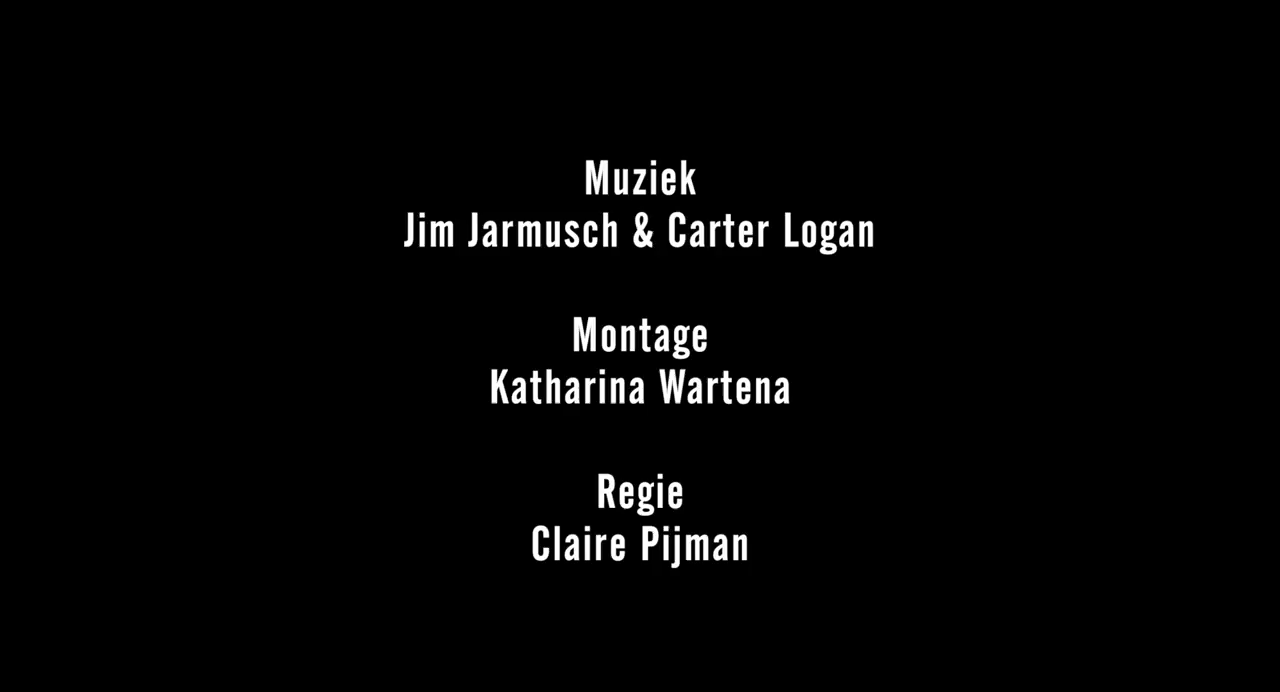 Muziek
Jim Jarmusch & Carter Logan
Montage
Katharina Wartena
Regie
Claire Pijman